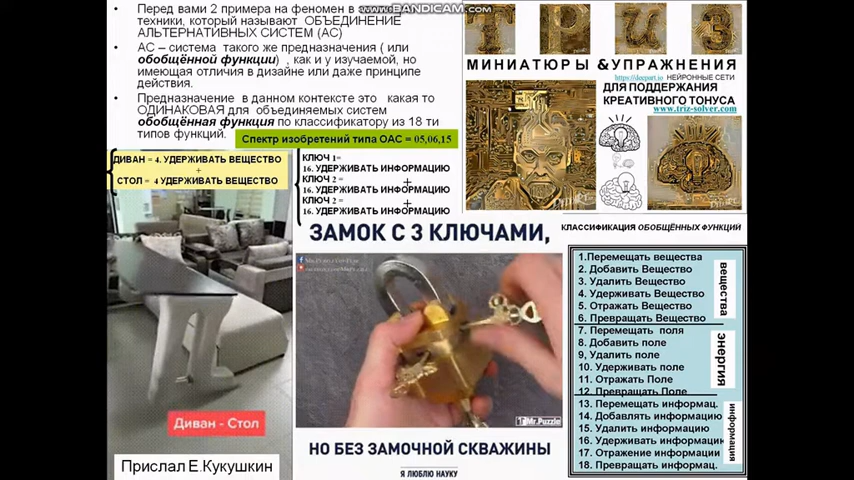 www.BANDICAM.com
Перед вами 2 примера на феномен в
техники, который называют ОБЪЕДИНЕНИЕ
АЛЬТЕРНАТИВНЫХ СИСТЕМ (АС)
АС – система такого же предназначения ( или
обобщённой функции) , как и у изучаемой, но
имеющая отличия в дизайне или даже принципе
действия.
Предназначение в данном контексте это какая то
ОДИНАКОВАЯ для объединяемых систем
обобщённая функция по классификатору из 18 ти
типов функций.
Спектр изобретений типа ОАС = 05,06,15
ДИВАН = 4. УДЕРЖИВАТЬ ВЕЩЕСТВО
+
СТОЛ = 4 УДЕРЖИВАТЬ ВЕЩЕСТВО
КЛЮЧ 1=
16. УДЕРЖИВАТЬ ИНФОРМАЦИЮ
+
КЛЮЧ 2 =
16. УДЕРЖИВАТЬ ИНФОРМАЦИЮ
+
КЛЮЧ 2 =
16. УДЕРЖИВАТЬ ИНФОРМАЦИЮ
ЗАМОК С 3 КЛЮЧАМИ,
Mr.Puzzle
НО БЕЗ ЗАМОЧНОЙ СКВАЖИНЫ
Я ЛЮБЛЮ НАУКУ
Диван - Стол
Прислал Е.Кукушкин
Т Р И З
МИНИАТЮРЫ &УПРАЖНЕНИЯ
https://deepart.io НЕЙРОННЫЕ СЕТИ
ДЛЯ ПОДДЕРЖАНИЯ
КРЕАТИВНОГО ТОНУСА
www.triz-solver.com
КЛАССИФИКАЦИЯ ОБОБЩЁННЫХ ФУНКЦИЙ
1.Перемещать вещества
2. Добавить Вещество
3. Удалить Вещество
4. Удерживать Вещество
5. Отражать Вещество
6. Превращать Вещество
7. Перемещать поля
8. Добавить поле
9, Удалить поле
10. Удерживать поле
11. Отражать Поле
12. Превращать Поле
13. Перемещать информац.
14. Добавлять информацию
15. Удалить информацию
16. Удерживать информацию
17. Отражение информации
18. Превращать информац.
вещества
энергия
информация